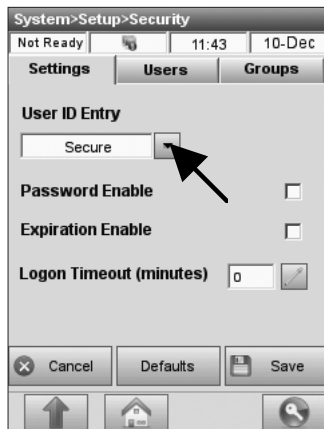 System>Setup>Security
Not Ready 11:43 10-Dec
Settings Users Groups
User ID Entry
Secure
Password Enable
Expiration Enable
Logon Timeout (minutes) 0
Cancel Defaults Save